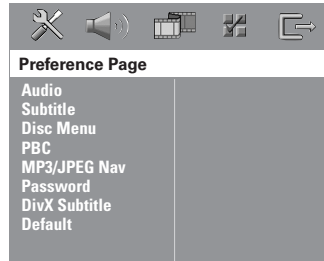 Preference Page
Audio
Subtitle
Disc Menu
PBC
MP3/JPEG Nav
Password
DivX Subtitle
Default